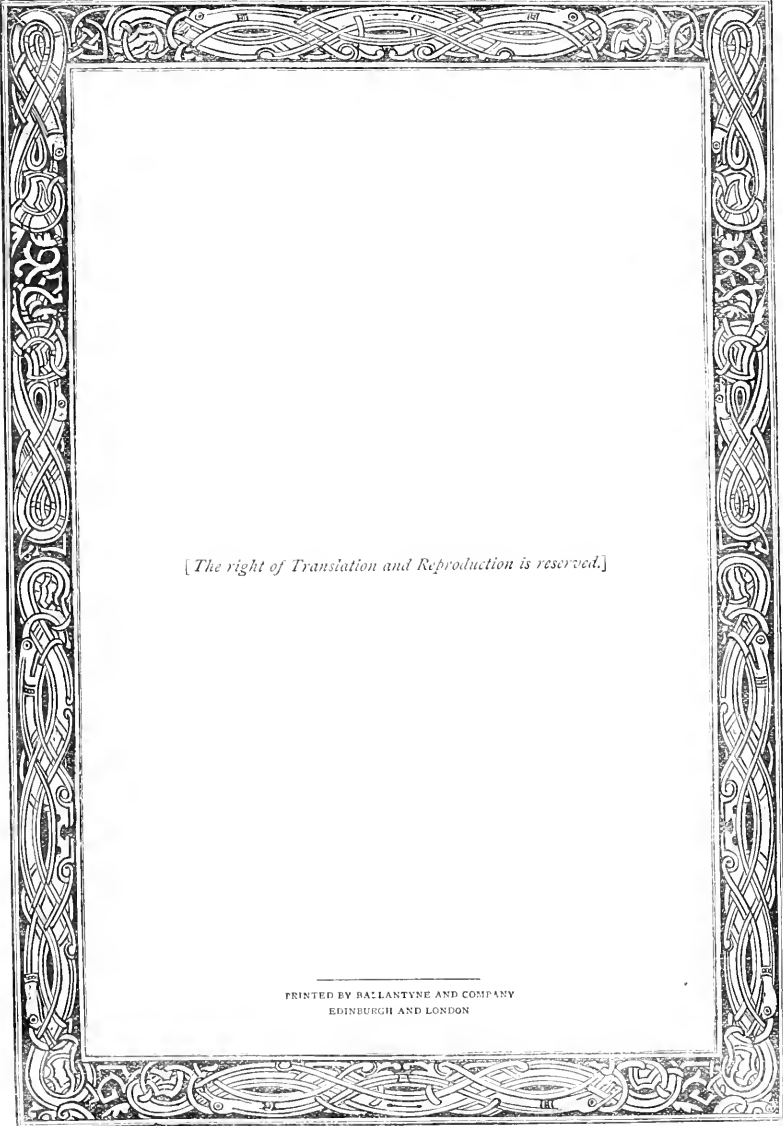 [The right of Translation and Reproduction is reserved.]
PRINTED BY BALLANTYNE AND COMPANY
EDINBURGH AND LONDON